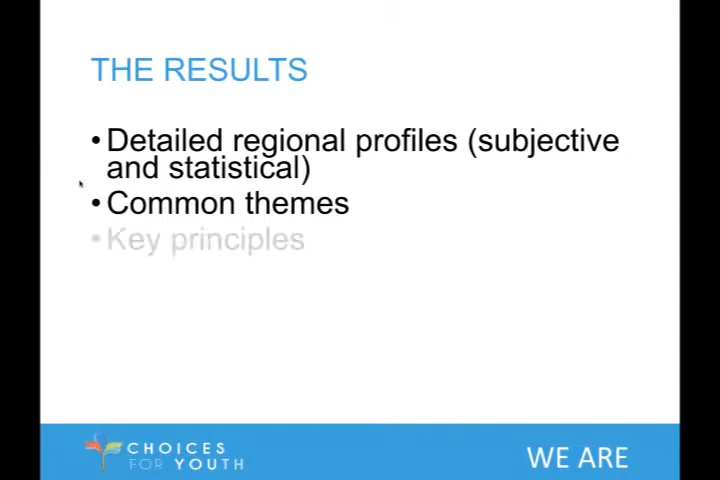 THE RESULTS
• Detailed regional profiles (subjective
and statistical)
• Common themes
• Key principles
CHOICES
FOR YOUTH
WE ARE